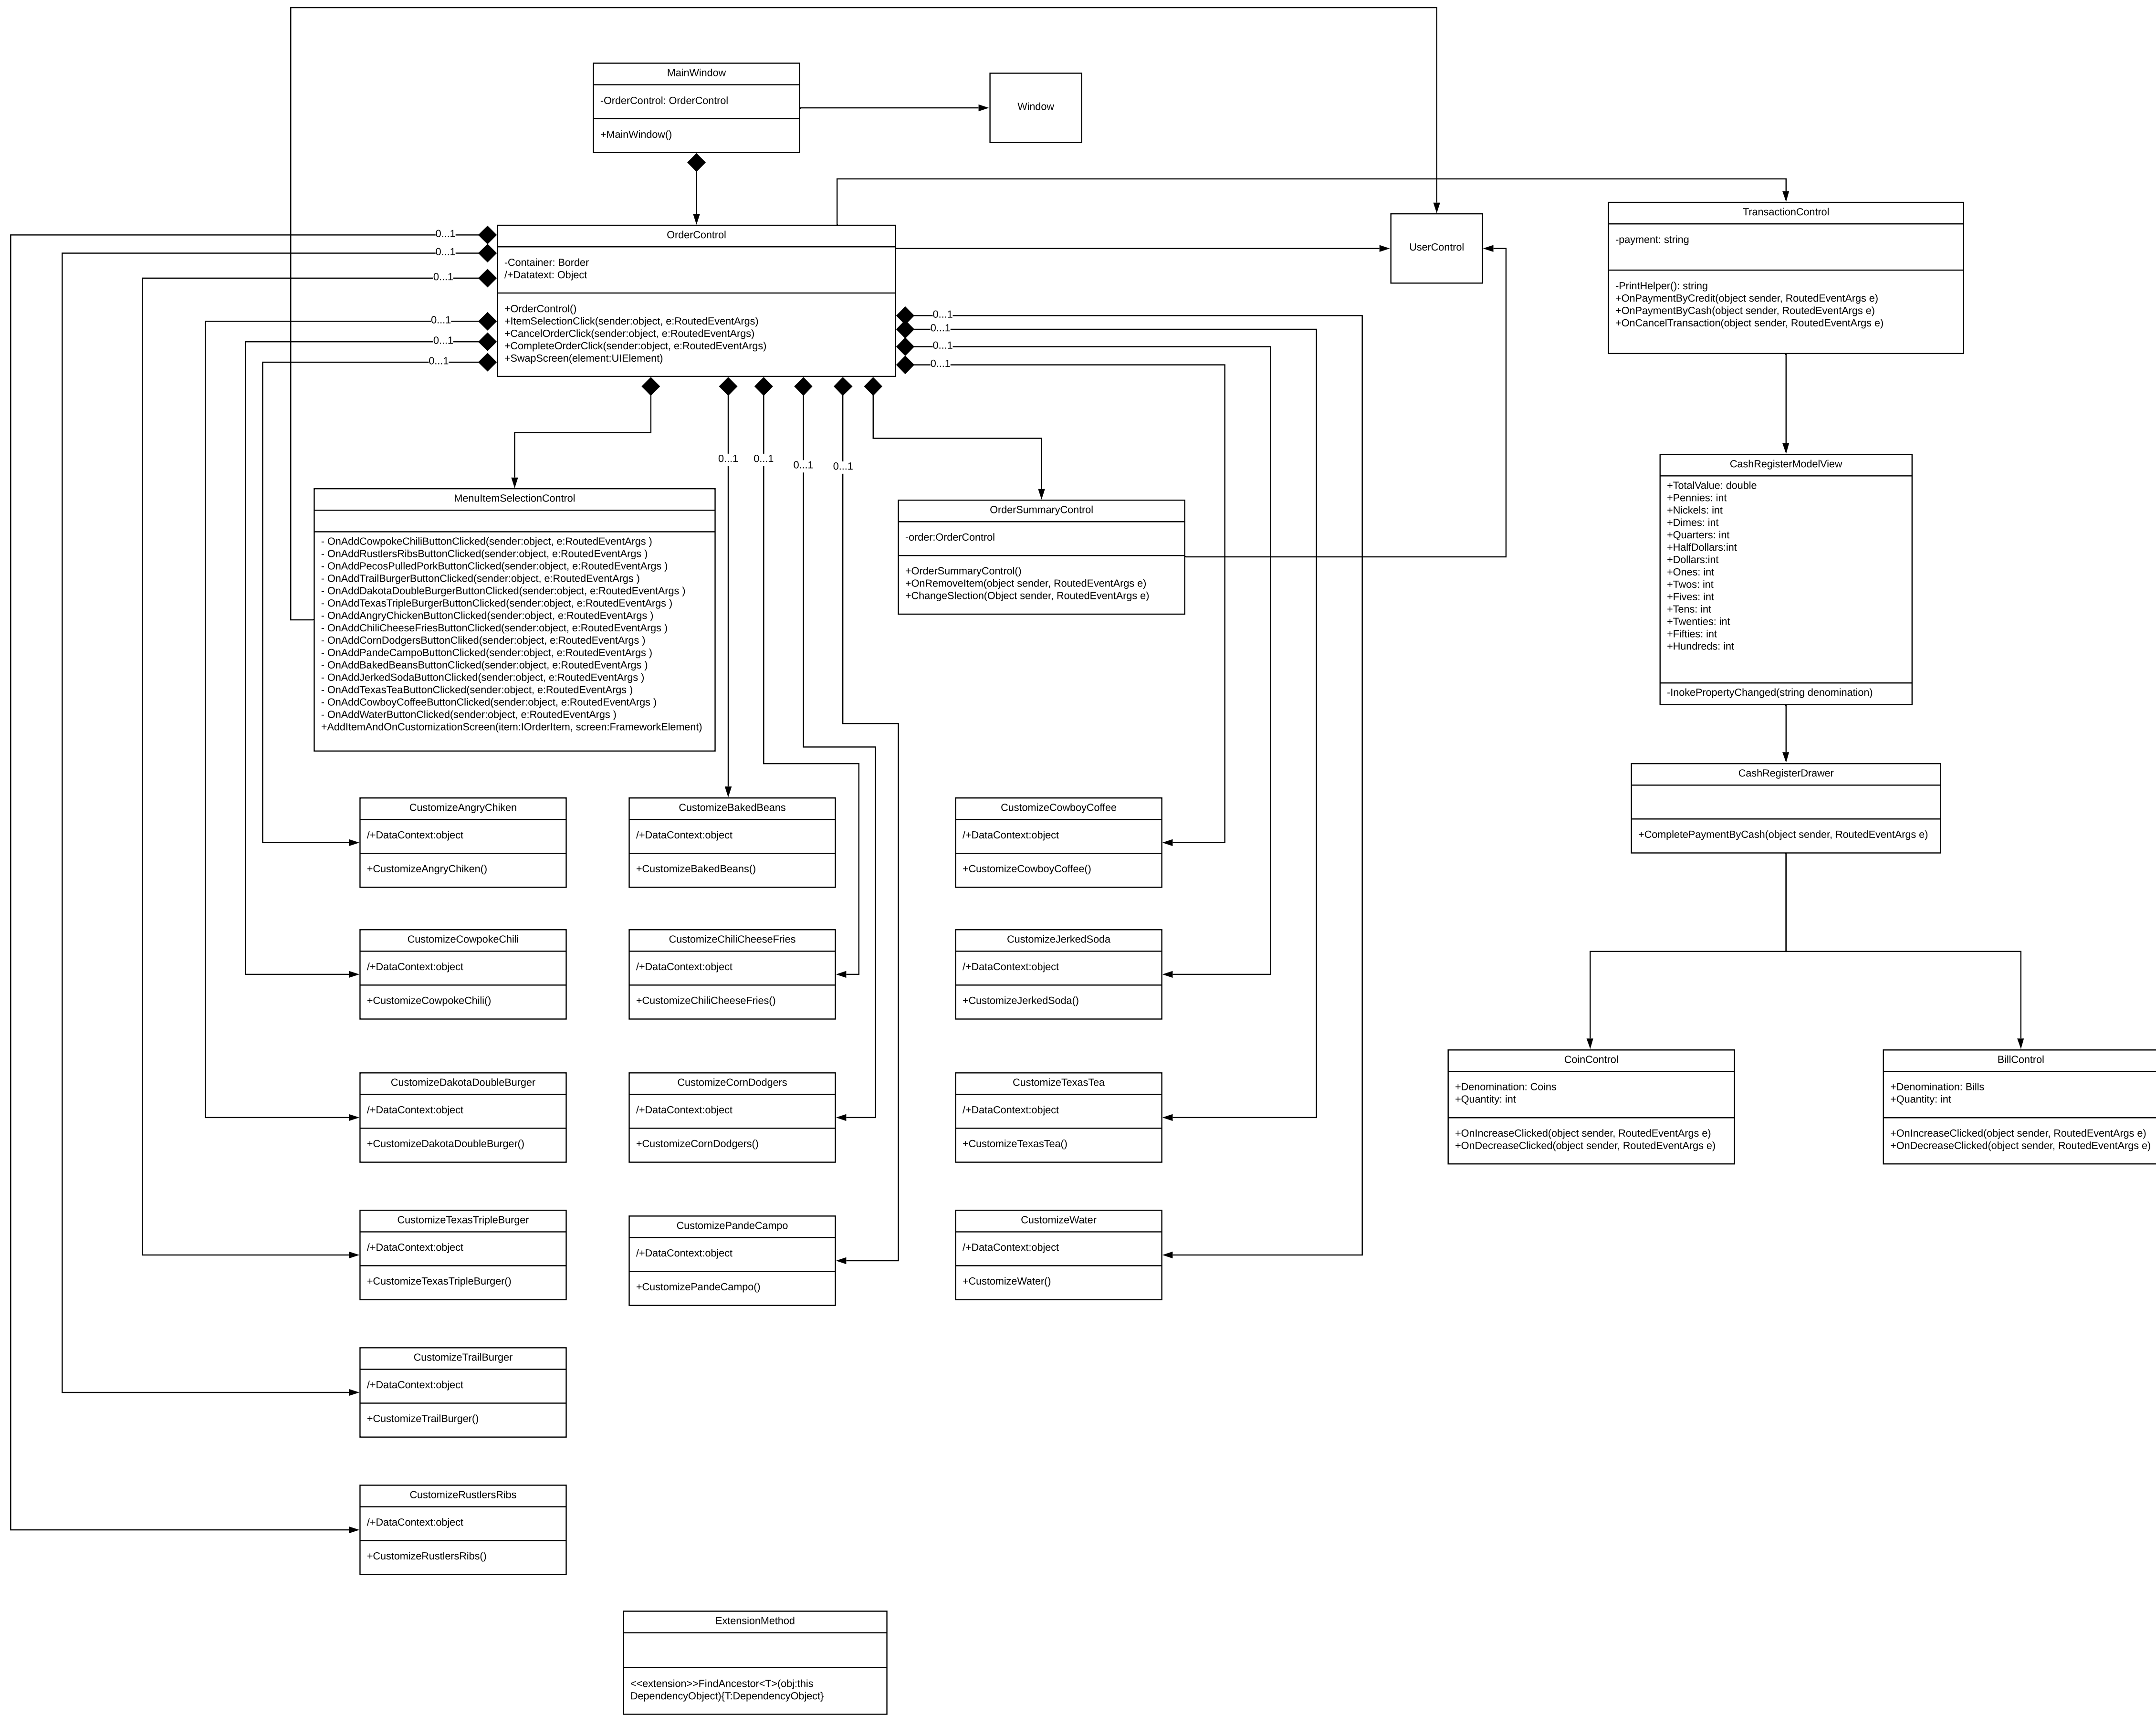 MainWindow
-OrderControl: OrderControl
+MainWindow()
Window
OrderControl
-Container: Border
/+Datatext: Object
+OrderControl()
+ItemSelectionClick(sender:object, e:RoutedEventArgs)
+CancelOrderClick(sender:object, e:RoutedEventArgs)
+CompleteOrderClick(sender:object, e:RoutedEventArgs)
+SwapScreen(element:UIElement)
UserControl
TransactionControl
-payment: string
-PrintHelper(): string
+OnPaymentByCredit(object sender, RoutedEventArgs e)
+OnPaymentByCash(object sender, RoutedEventArgs e)
+OnCancelTransaction(object sender, RoutedEventArgs e)
0...1
0...1
0...1
0...1
0...1
0...1
0...1
0...1
0...1
0...1
0...1
0...1
0...1
0...1
MenuItemSelectionControl
- OnAddCowpokeChiliButtonClicked(sender:object, e:RoutedEventArgs )
- OnAddRustlersRibsButtonClicked(sender:object, e:RoutedEventArgs )
- OnAddPecosPulledPorkButtonClicked(sender:object, e:RoutedEventArgs )
- OnAddTrailBurgerButtonClicked(sender:object, e:RoutedEventArgs )
- OnAddDakotaDoubleBurgerButtonClicked(sender:object, e:RoutedEventArgs )
- OnAddTexasTripleBurgerButtonClicked(sender:object, e:RoutedEventArgs )
- OnAddAngryChickenButtonClicked(sender:object, e:RoutedEventArgs )
- OnAddChiliCheeseFriesButtonClicked(sender:object, e:RoutedEventArgs )
- OnAddCornDodgersButtonCliked(sender:object, e:RoutedEventArgs )
- OnAddPandeCampoButtonClicked(sender:object, e:RoutedEventArgs )
- OnAddBakedBeansButtonClicked(sender:object, e:RoutedEventArgs )
- OnAddJerkedSodaButtonClicked(sender:object, e:RoutedEventArgs )
- OnAddTexasTeaButtonClicked(sender:object, e:RoutedEventArgs )
- OnAddCowboyCoffeeButtonClicked(sender:object, e:RoutedEventArgs )
- OnAddWaterButtonClicked(sender:object, e:RoutedEventArgs )
+AddItemAndOnCustomizationScreen(item:IOrderItem, screen:FrameworkElement)
OrderSummaryControl
-order:OrderControl
+OrderSummaryControl()
+OnRemoveItem(object sender, RoutedEventArgs e)
+ChangeSlection(Object sender, RoutedEventArgs e)
CashRegisterModelView
+TotalValue: double
+Pennies: int
+Nickels: int
+Dimes: int
+Quarters: int
+HalfDollars:int
+Dollars:int
+Ones: int
+Twos: int
+Fives: int
+Tens: int
+Twenties: int
+Fifties: int
+Hundreds: int
-InokePropertyChanged(string denomination)
CashRegisterDrawer
+CompletePaymentByCash(object sender, RoutedEventArgs e)
CustomizeAngryChiken
/+DataContext:object
+CustomizeAngryChiken()
CustomizeBakedBeans
/+DataContext:object
+CustomizeBakedBeans()
CustomizeCowboyCoffee
/+DataContext:object
+CustomizeCowboyCoffee()
CustomizeCowpokeChili
/+DataContext:object
+CustomizeCowpokeChili()
CustomizeChiliCheeseFries
/+DataContext:object
+CustomizeChiliCheeseFries()
CustomizeJerkedSoda
/+DataContext:object
+CustomizeJerkedSoda()
CoinControl
+Denomination: Coins
+Quantity: int
+OnIncreaseClicked(object sender, RoutedEventArgs e)
+OnDecreaseClicked(object sender, RoutedEventArgs e)
BillControl
+Denomination: Bills
+Quantity: int
+OnIncreaseClicked(object sender, RoutedEventArgs e)
+OnDecreaseClicked(object sender, RoutedEventArgs e)
CustomizeDakotaDoubleBurger
/+DataContext:object
+CustomizeDakotaDoubleBurger()
CustomizeCornDodgers
/+DataContext:object
+CustomizeCornDodgers()
CustomizeTexasTea
/+DataContext:object
+CustomizeTexasTea()
CustomizeTexasTripleBurger
/+DataContext:object
+CustomizeTexasTripleBurger()
CustomizePandeCampo
/+DataContext:object
+CustomizePandeCampo()
CustomizeWater
/+DataContext:object
+CustomizeWater()
CustomizeTrailBurger
/+DataContext:object
+CustomizeTrailBurger()
CustomizeRustlersRibs
/+DataContext:object
+CustomizeRustlersRibs()
ExtensionMethod
<<extension>>FindAncestor<T>(obj:this
DependencyObject){T:DependencyObject}